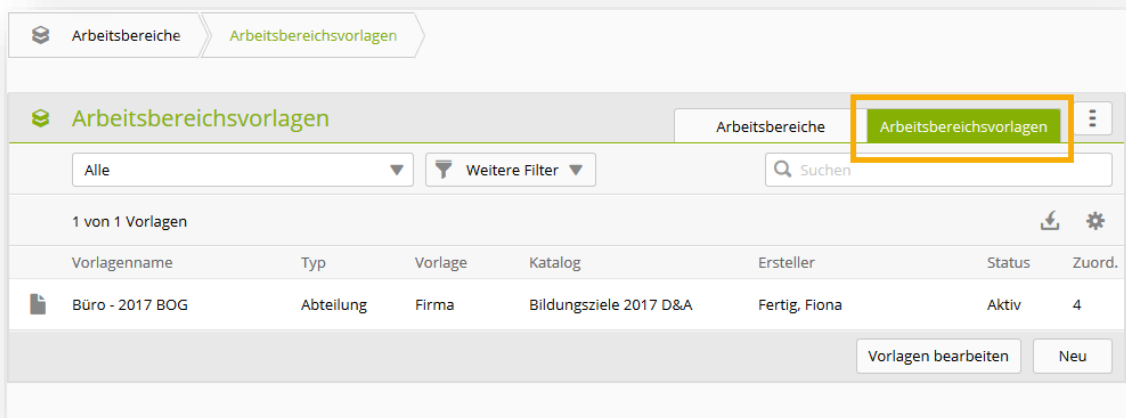 Arbeitsbereiche Arbeitsbereichsvorlagen
Arbeitsbereichsvorlagen Arbeitsbereiche Arbeitsbereichsvorlagen
Alle Weitere Filter Suchen
1 von 1 Vorlagen
Vorlagenname Typ Vorlage Katalog Ersteller Status Zuord.
Büro - 2017 BOG Abteilung Firma Bildungsziele 2017 D&A Fertig, Fiona Aktiv 4
Vorlagen bearbeiten Neu